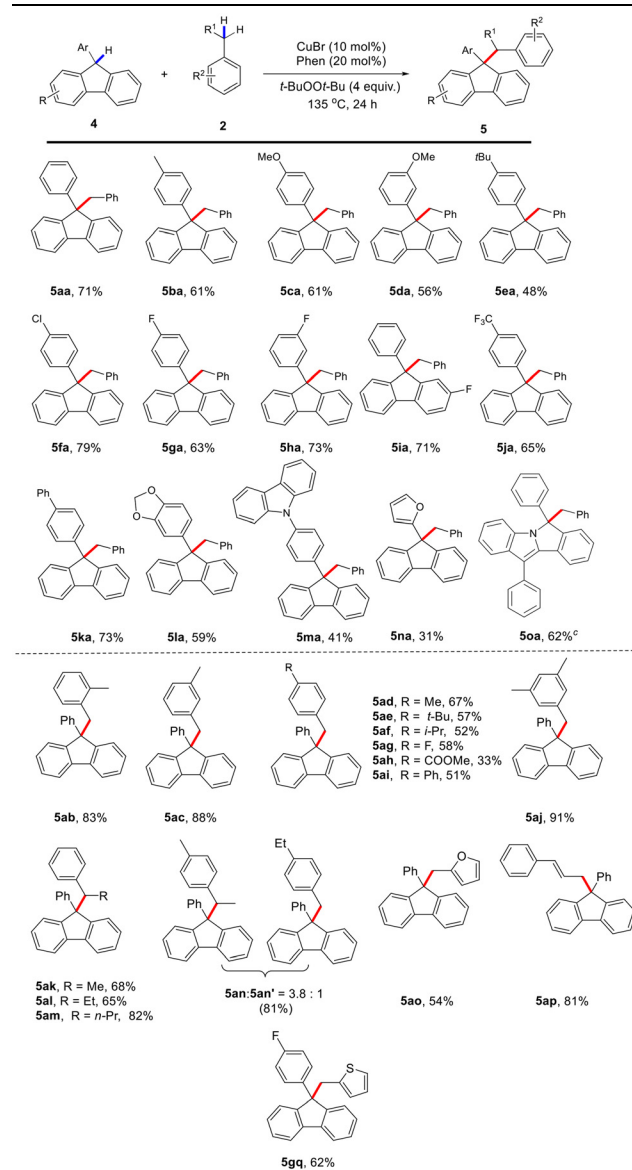 Ar H
R¹ H H
R²
R
4
+
2
CuBr (10 mol%)
Phen (20 mol%)
t-BuOOt-Bu (4 equiv.)
135 °C, 24 h
R¹ R²
Ar
R
5
Ph
5aa, 71%
Ph
5ba, 61%
MeO
Ph
5ca, 61%
OMe
Ph
5da, 56%
tBu
Ph
5ea, 48%
Cl
Ph
5fa, 79%
F
Ph
5ga, 63%
F
Ph
5ha, 73%
Ph
F
5ia, 71%
F₃C
Ph
5ja, 65%
Ph
Ph
5ka, 73%
O
O
Ph
5la, 59%
N
Ph
5ma, 41%
O
Ph
5na, 31%
N
Ph
5oa, 62%ᶜ
Ph
5ab, 83%
Ph
5ac, 88%
R
Ph
5ad, R = Me, 67%
5ae, R = t-Bu, 57%
5af, R = i-Pr, 52%
5ag, R = F, 58%
5ah, R = COOMe, 33%
5ai, R = Ph, 51%
Ph
5aj, 91%
Ph R
5ak, R = Me, 68%
5al, R = Et, 65%
5am, R = n-Pr, 82%
Ph
Et
Ph
5an:5an' = 3.8 : 1
(81%)
Ph O
5ao, 54%
Ph
5ap, 81%
F
S
5gq, 62%